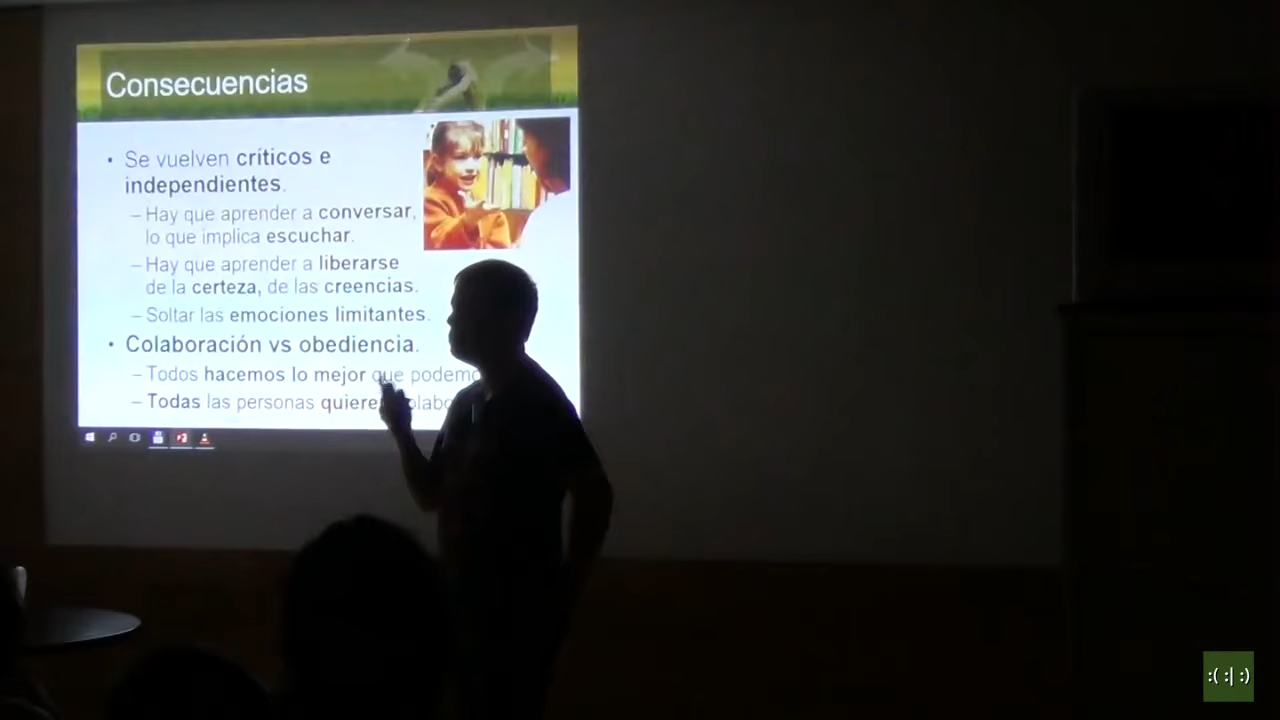 Consecuencias
• Se vuelven críticos e
independientes.
– Hay que aprender a conversar,
lo que implica escuchar.
– Hay que aprender a liberarse
de la certeza, de las creencias.
– Soltar las emociones limitantes.
• Colaboración vs obediencia.
– Todos hacemos lo mejor que
– Todas las personas
:( :| :)